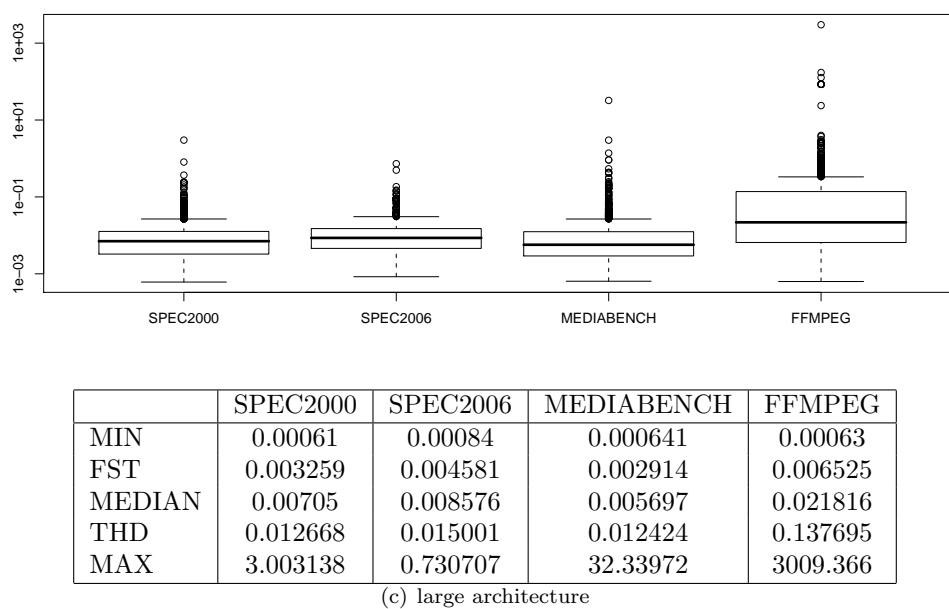 1e+03
1e+01
1e−01
1e−03
SPEC2000 SPEC2006 MEDIABENCH FFMPEG
SPEC2000 SPEC2006 MEDIABENCH FFMPEG
MIN 0.00061 0.00084 0.000641 0.00063
FST 0.003259 0.004581 0.002914 0.006525
MEDIAN 0.00705 0.008576 0.005697 0.021816
THD 0.012668 0.015001 0.012424 0.137695
MAX 3.003138 0.730707 32.33972 3009.366
(c) large architecture